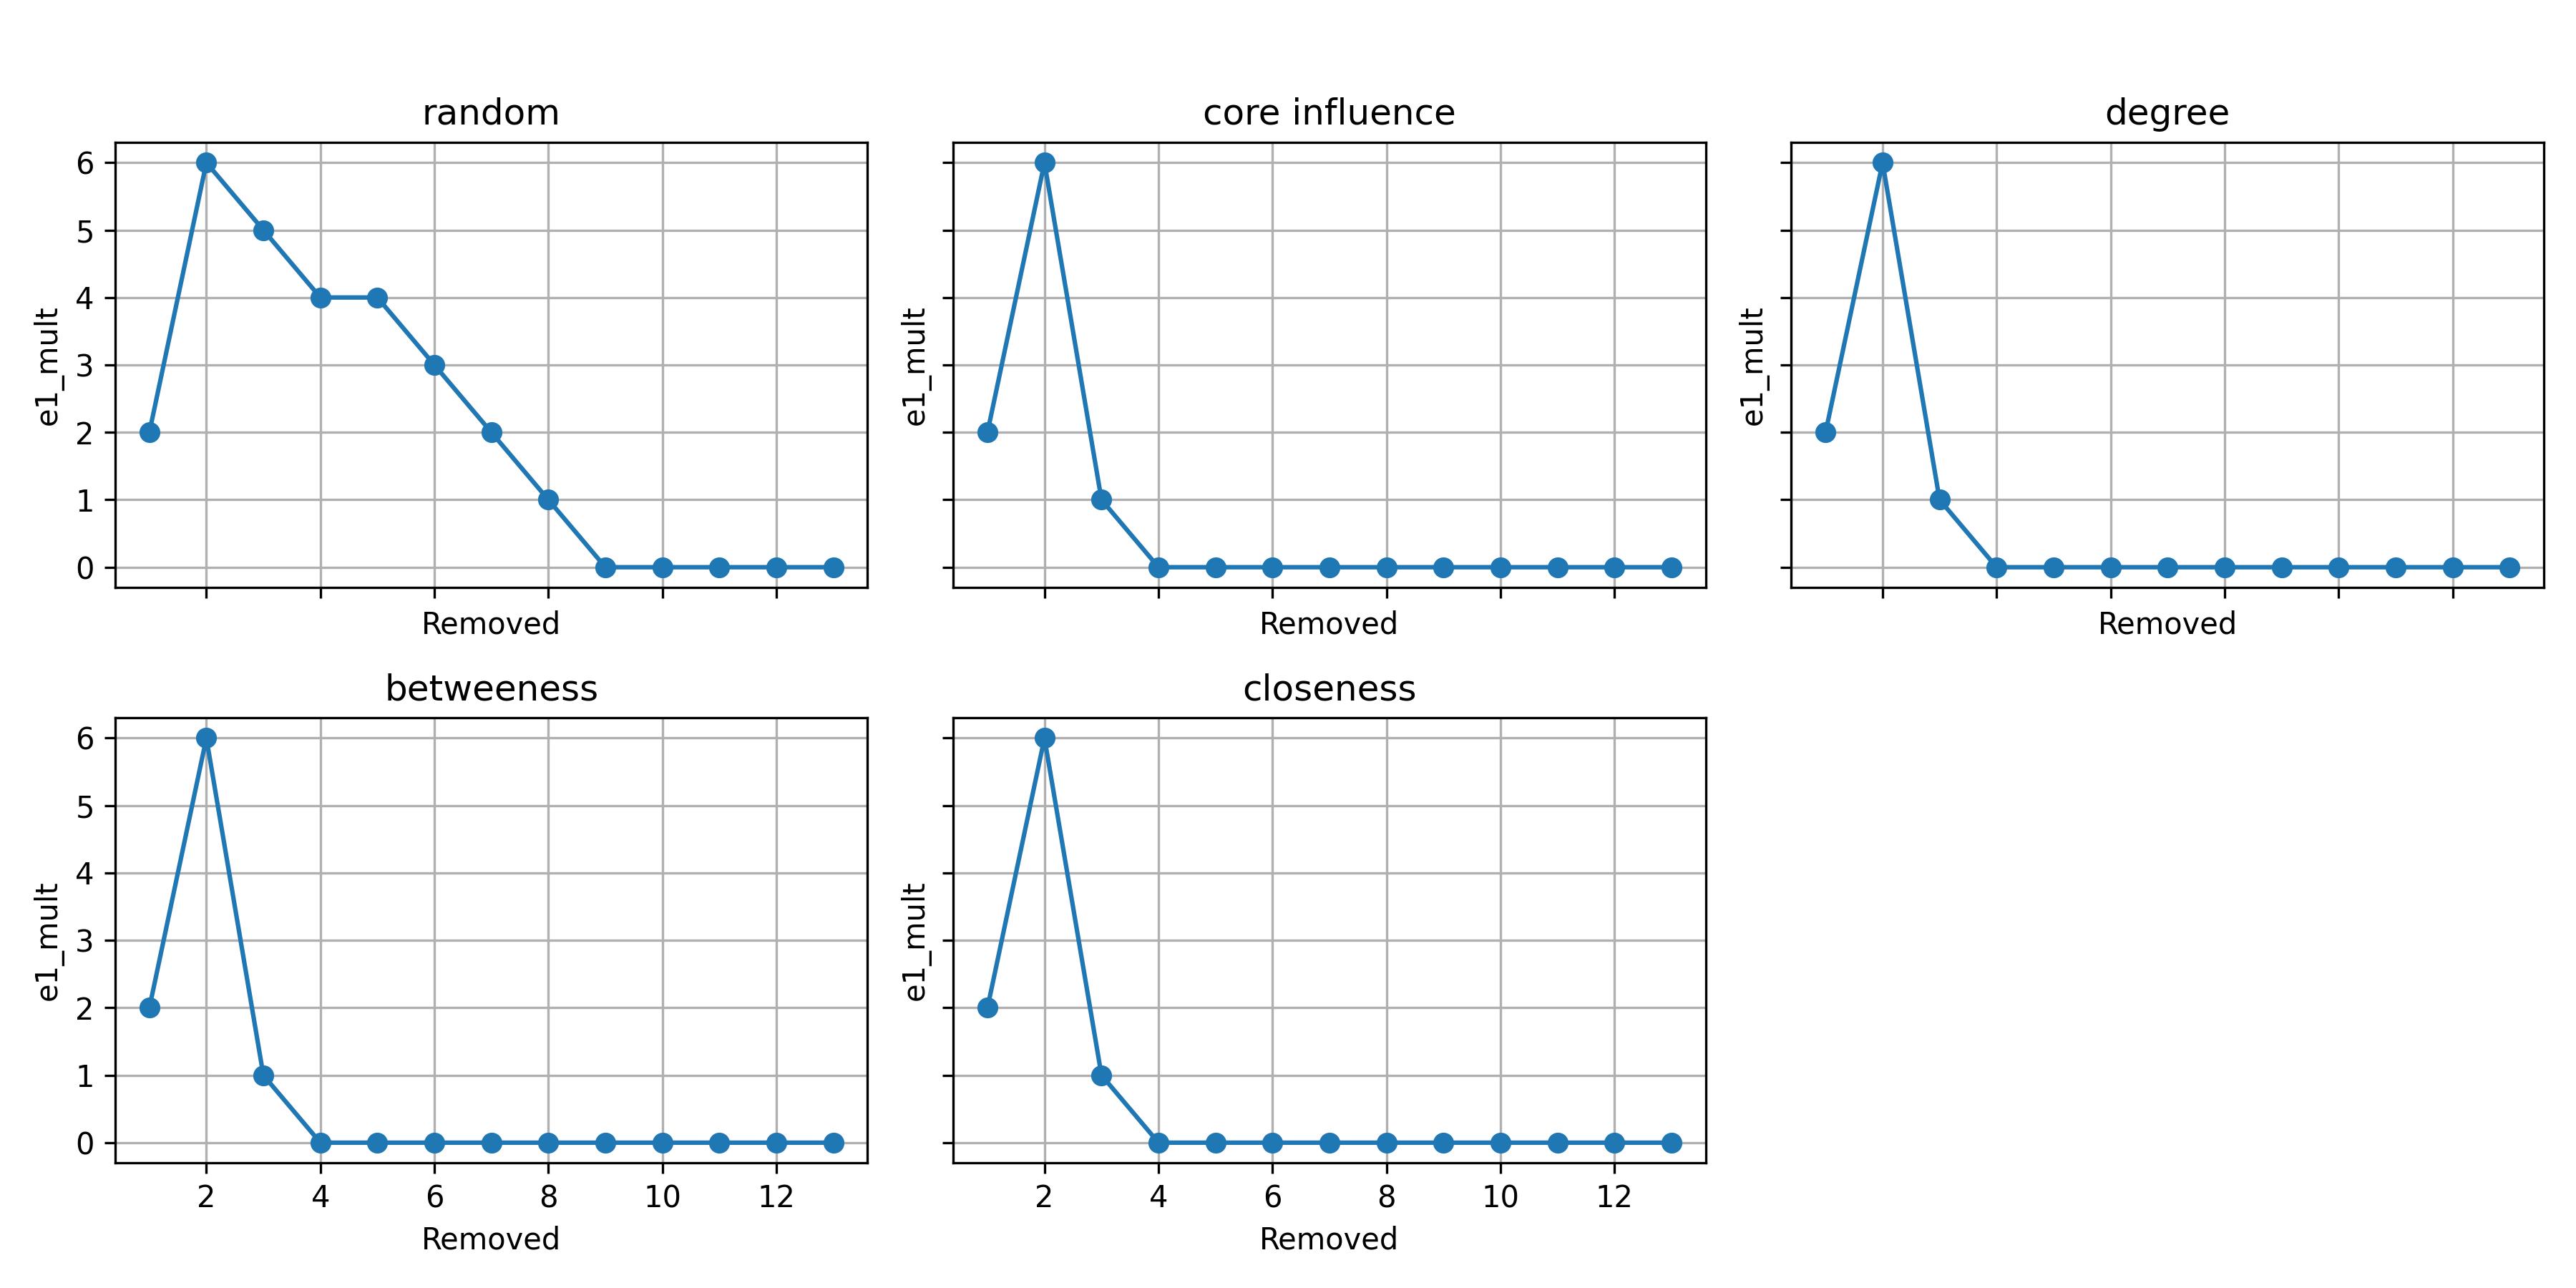 random
core influence
degree
6
5
4
3
2
1
0
e1_mult
e1_mult
e1_mult
Removed
Removed
Removed
betweeness
closeness
6
5
4
3
2
1
0
e1_mult
e1_mult
2 4 6 8 10 12
2 4 6 8 10 12
Removed
Removed